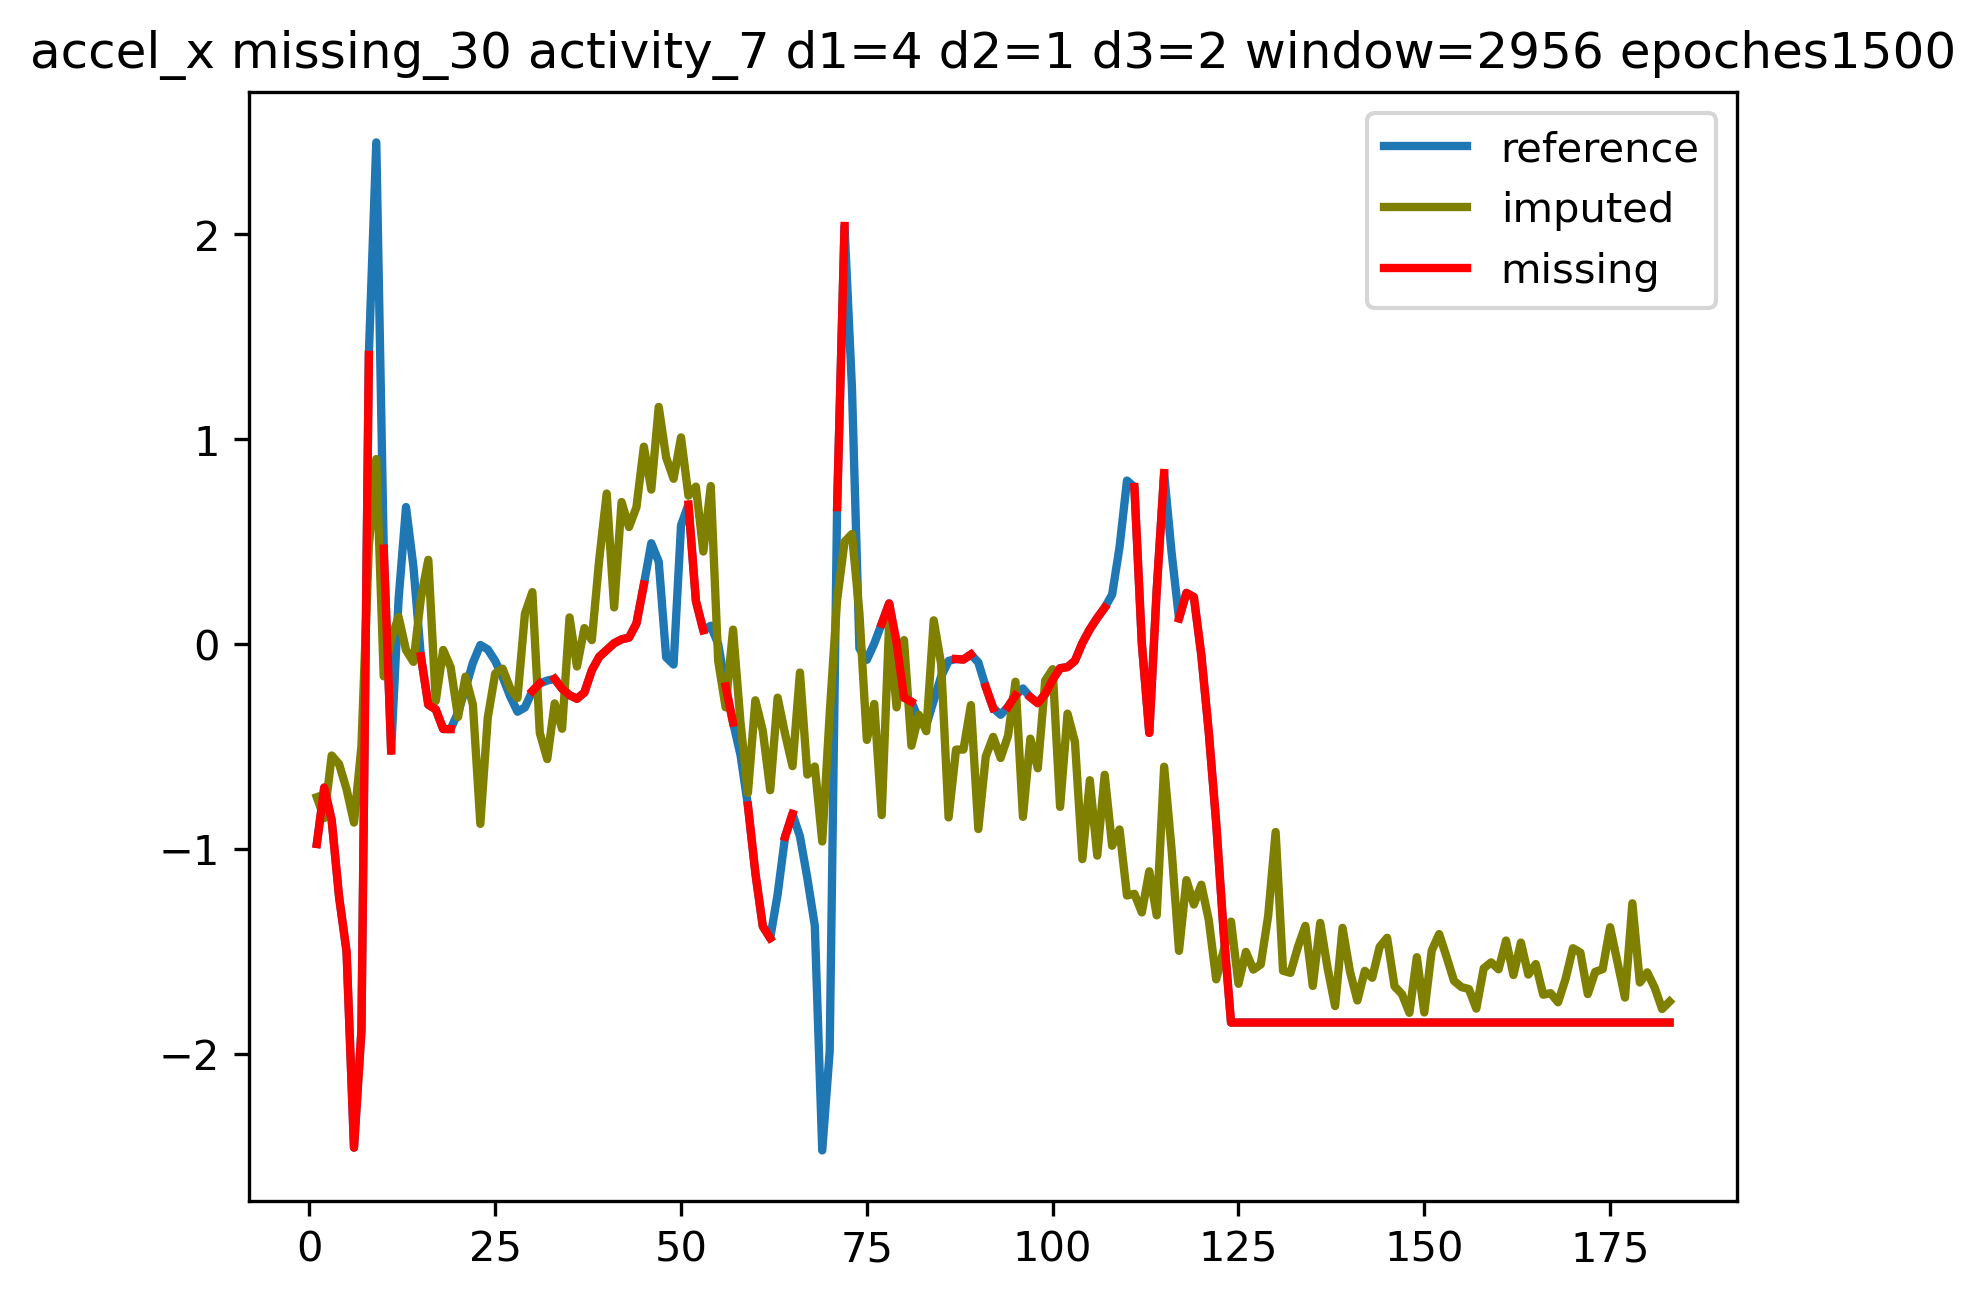 accel_x missing_30 activity_7 d1=4 d2=1 d3=2 window=2956 epoches1500
reference
imputed
missing
2
1
0
−1
−2
0 25 50 75 100 125 150 175